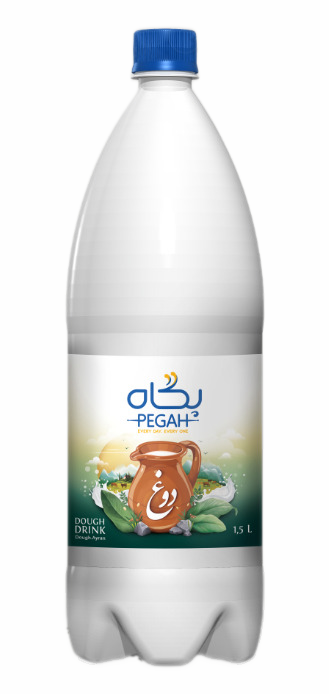 پگاه
PEGAH
EVERY DAY EVERY ONE
دوغ
DOUGH
DRINK
Dough Ayran
1,5 L